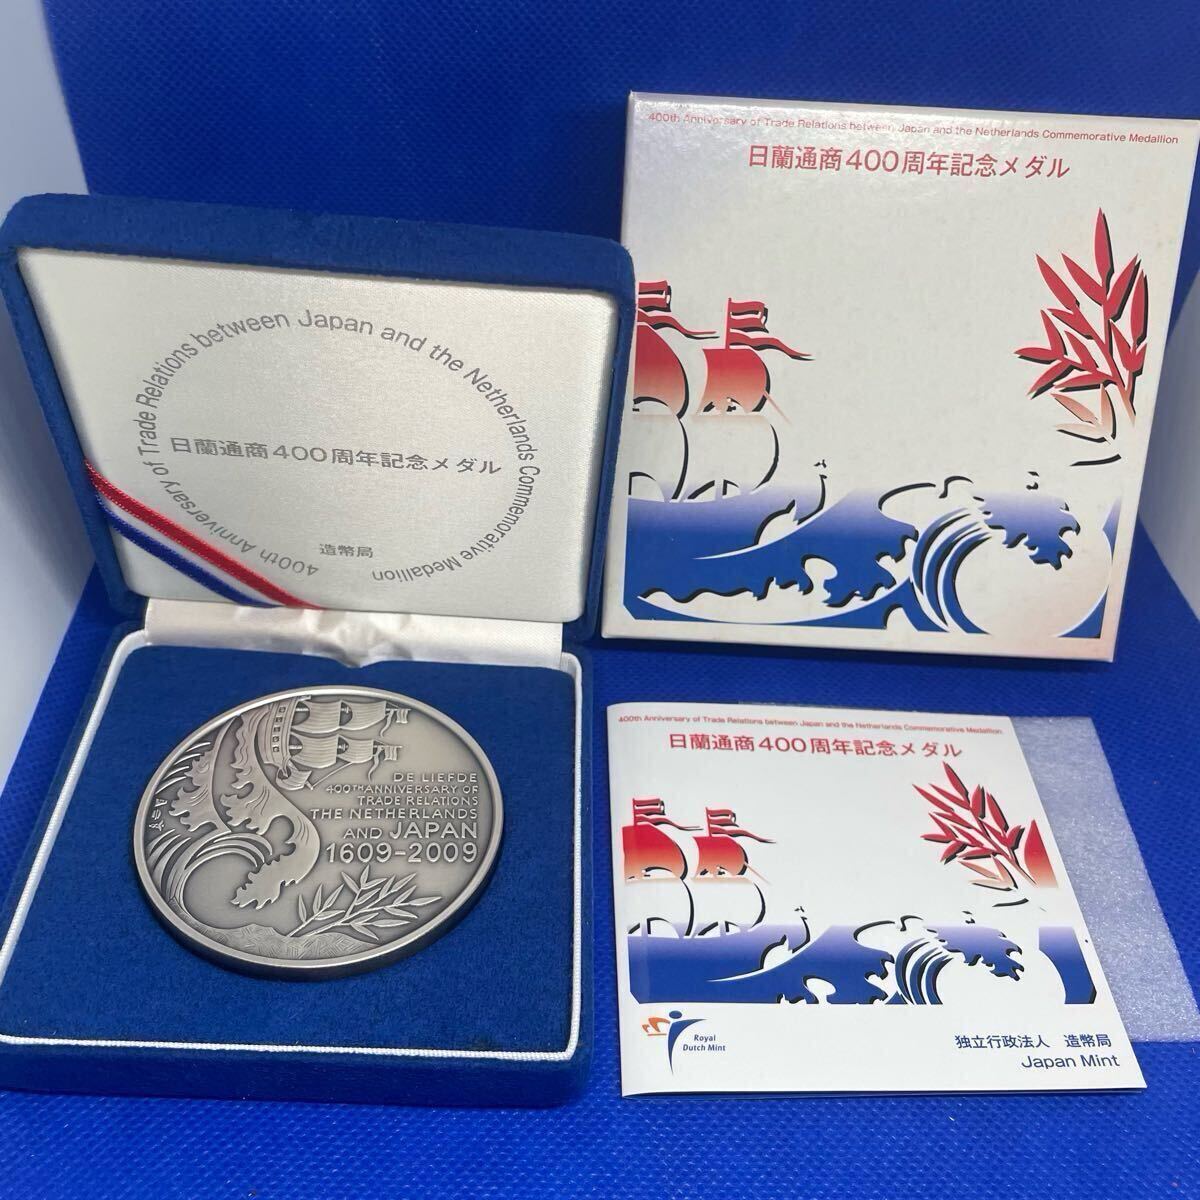 400th Anniversary of Trade Relations between Japan and the Netherlands Commemorative Medallion
日蘭通商400周年記念メダル
400th Anniversary of Trade Relations between Japan and the Netherlands Commemorative Medallion
日蘭通商400周年記念メダル
造幣局
DE LIEFDE
400TH ANNIVERSARY OF
TRADE RELATIONS
THE NETHERLANDS
AND JAPAN
1609-2009
400th Anniversary of Trade Relations between Japan and the Netherlands Commemorative Medallion
日蘭通商400周年記念メダル
Royal
Dutch Mint
独立行政法人 造幣局
Japan Mint